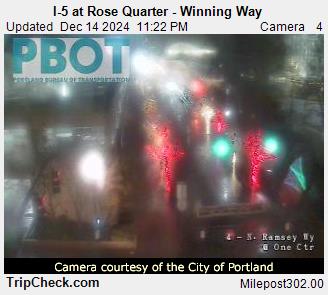 I-5 at Rose Quarter - Winning Way
Updated Dec 14 2024 11:22 PM Camera 4
PBOT
PORTLAND BUREAU OF TRANSPORTATION
4 - N. Ramsey Wy
@ One Ctr
Camera courtesy of the City of Portland
TripCheck.com Milepost302.00